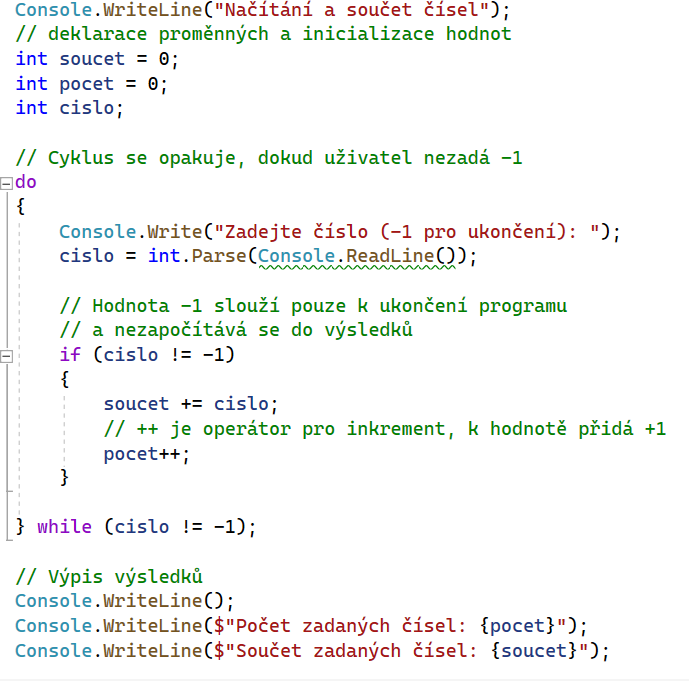 Console.WriteLine("Načítání a součet čísel");
// deklarace proměnných a inicializace hodnot
int soucet = 0;
int pocet = 0;
int cislo;

// Cyklus se opakuje, dokud uživatel nezadá -1
do
{
    Console.Write("Zadejte číslo (-1 pro ukončení): ");
    cislo = int.Parse(Console.ReadLine());

    // Hodnota -1 slouží pouze k ukončení programu
    // a nezapočítává se do výsledků
    if (cislo != -1)
    {
        soucet += cislo;
        // ++ je operátor pro inkrement, k hodnotě přidá +1
        pocet++;
    }

} while (cislo != -1);

// Výpis výsledků
Console.WriteLine();
Console.WriteLine($"Počet zadaných čísel: {pocet}");
Console.WriteLine($"Součet zadaných čísel: {soucet}");